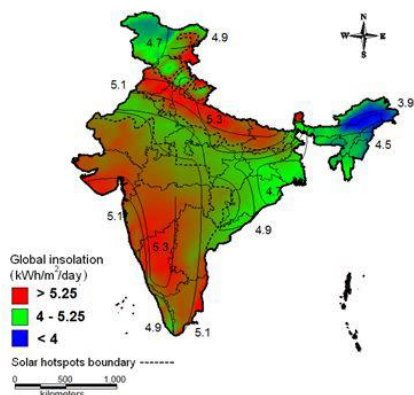 N
W E
S
4.7
4.9
5.1
5.3
3.9
4.5
4.7
4.9
5.1
5.3
4.9
5.1
Global insolation
(kWh/m²/day)
> 5.25
4 - 5.25
< 4
Solar hotspots boundary
0 500 1,000
kilometers